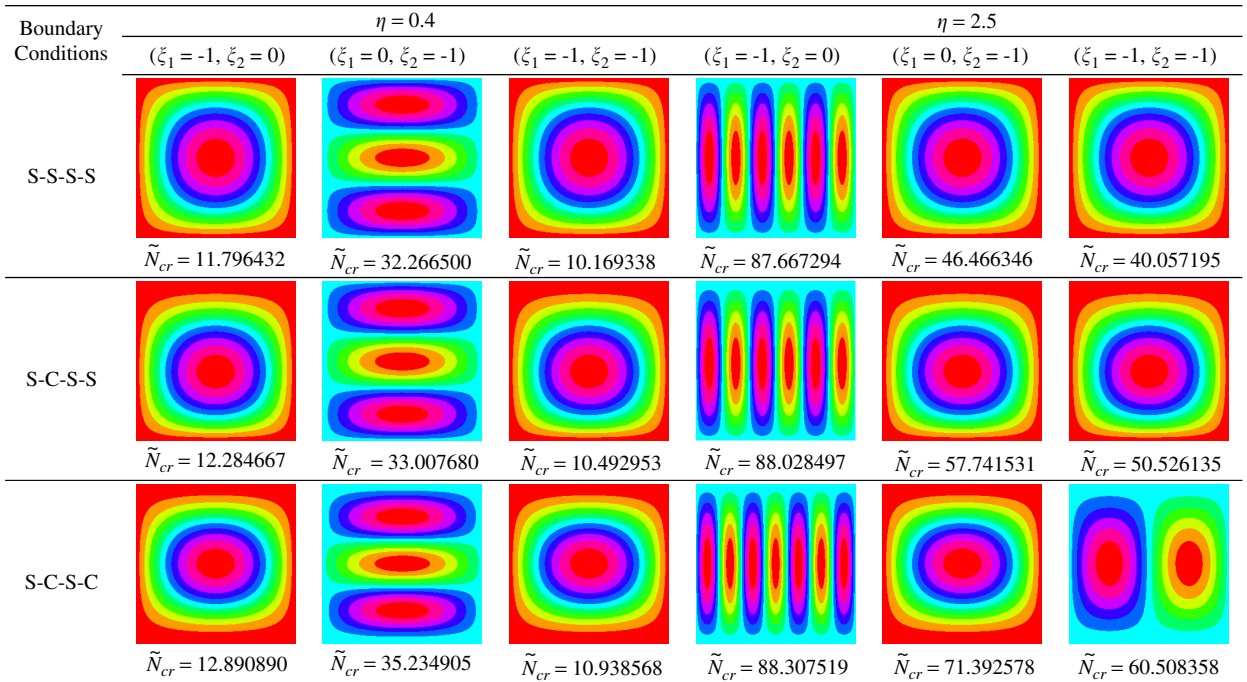 Boundary Conditions
η = 0.4 η = 2.5
(ξ₁ = -1, ξ₂ = 0) (ξ₁ = 0, ξ₂ = -1) (ξ₁ = -1, ξ₂ = -1) (ξ₁ = -1, ξ₂ = 0) (ξ₁ = 0, ξ₂ = -1) (ξ₁ = -1, ξ₂ = -1)
S-S-S-S
Ñcr = 11.796432 Ñcr = 32.266500 Ñcr = 10.169338 Ñcr = 87.667294 Ñcr = 46.466346 Ñcr = 40.057195
S-C-S-S
Ñcr = 12.284667 Ñcr = 33.007680 Ñcr = 10.492953 Ñcr = 88.028497 Ñcr = 57.741531 Ñcr = 50.526135
S-C-S-C
Ñcr = 12.890890 Ñcr = 35.234905 Ñcr = 10.938568 Ñcr = 88.307519 Ñcr = 71.392578 Ñcr = 60.508358